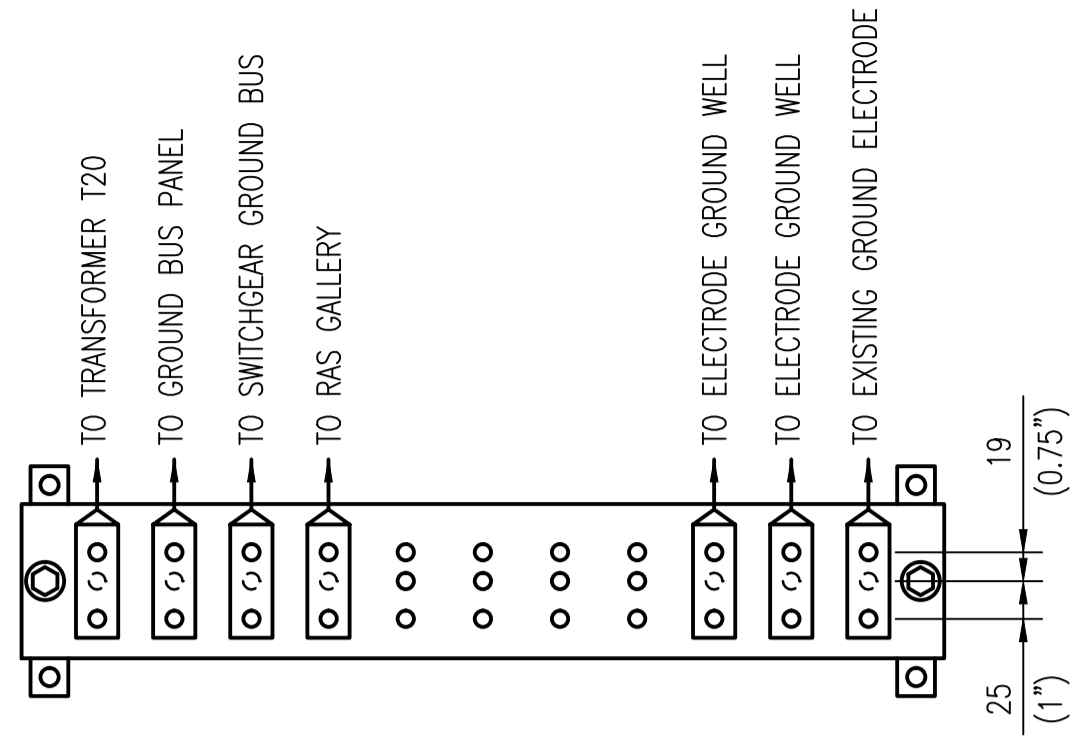 TO TRANSFORMER T20
TO GROUND BUS PANEL
TO SWITCHGEAR GROUND BUS
TO RAS GALLERY
TO ELECTRODE GROUND WELL
TO ELECTRODE GROUND WELL
TO EXISTING GROUND ELECTRODE
19
(0.75")
25
(1")